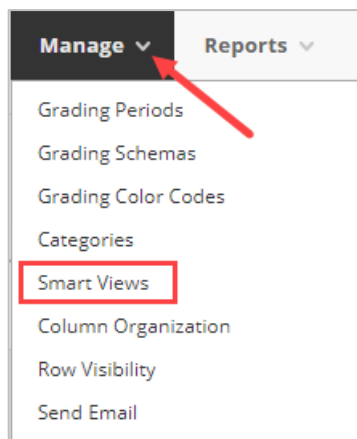 Manage Reports
Grading Periods
Grading Schemas
Grading Color Codes
Categories
Smart Views
Column Organization
Row Visibility
Send Email